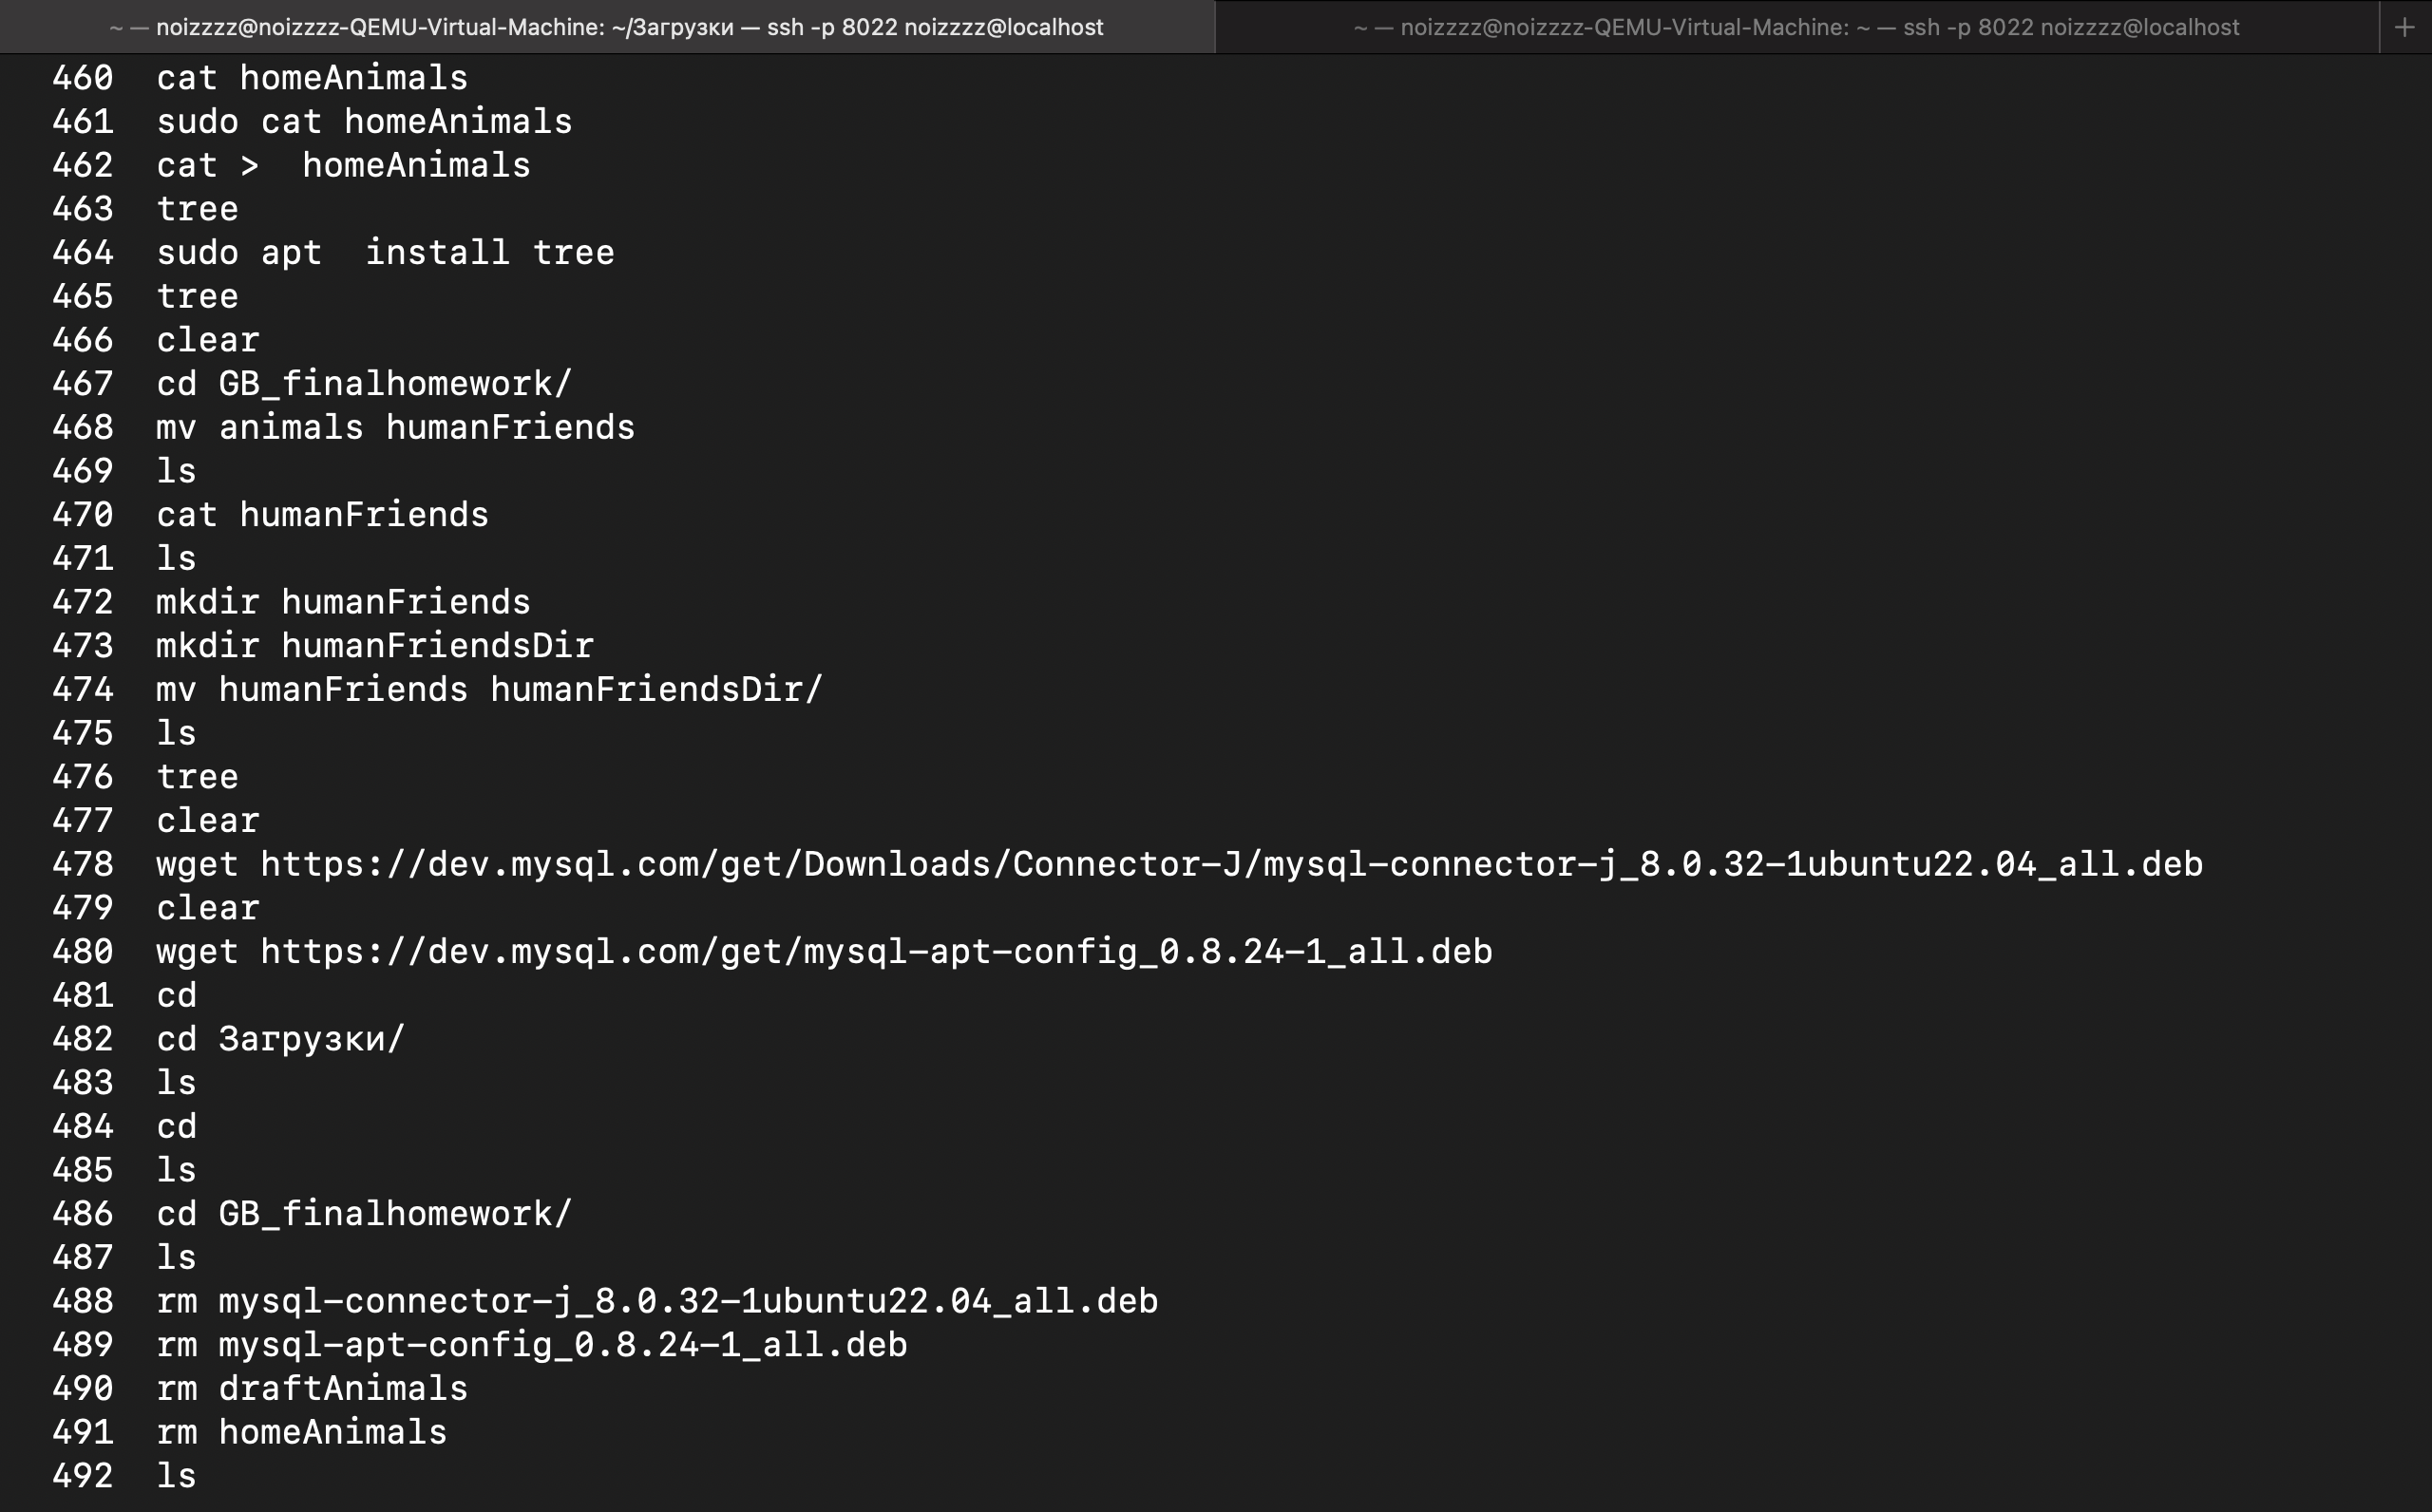 ~ — noizzzz@noizzzz-QEMU-Virtual-Machine: ~/Загрузки — ssh -p 8022 noizzzz@localhost
~ — noizzzz@noizzzz-QEMU-Virtual-Machine: ~ — ssh -p 8022 noizzzz@localhost
+
460 cat homeAnimals
461 sudo cat homeAnimals
462 cat >  homeAnimals
463 tree
464 sudo apt  install tree
465 tree
466 clear
467 cd GB_finalhomework/
468 mv animals humanFriends
469 ls
470 cat humanFriends
471 ls
472 mkdir humanFriends
473 mkdir humanFriendsDir
474 mv humanFriends humanFriendsDir/
475 ls
476 tree
477 clear
478 wget https://dev.mysql.com/get/Downloads/Connector-J/mysql-connector-j_8.0.32-1ubuntu22.04_all.deb
479 clear
480 wget https://dev.mysql.com/get/mysql-apt-config_0.8.24-1_all.deb
481 cd
482 cd Загрузки/
483 ls
484 cd
485 ls
486 cd GB_finalhomework/
487 ls
488 rm mysql-connector-j_8.0.32-1ubuntu22.04_all.deb
489 rm mysql-apt-config_0.8.24-1_all.deb
490 rm draftAnimals
491 rm homeAnimals
492 ls